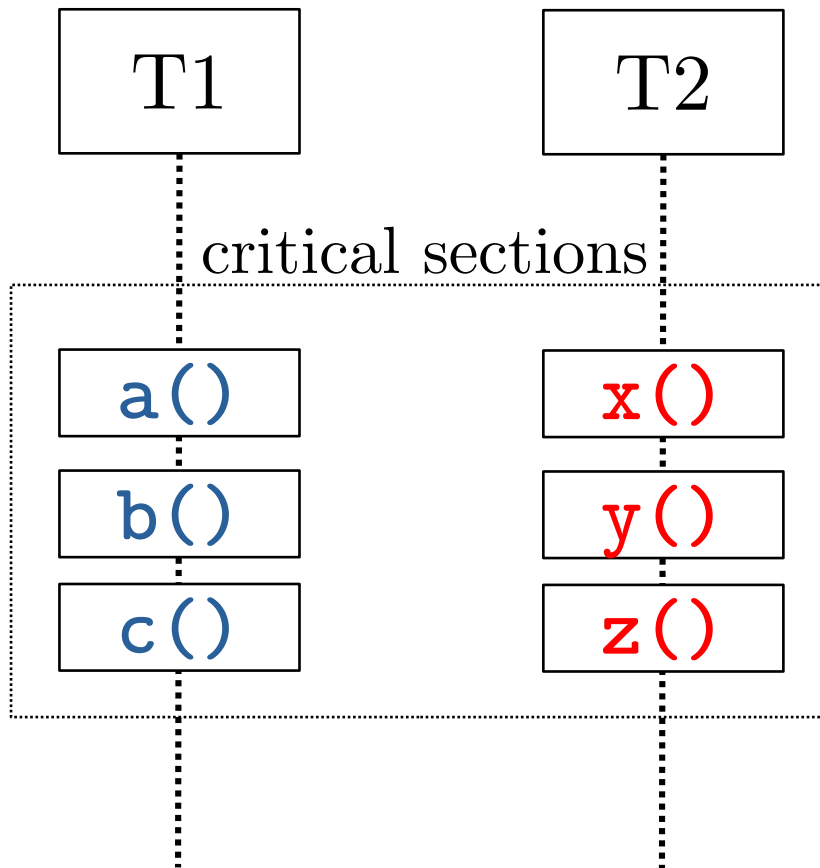 T1 T2
critical sections
a() x()
b() y()
c() z()